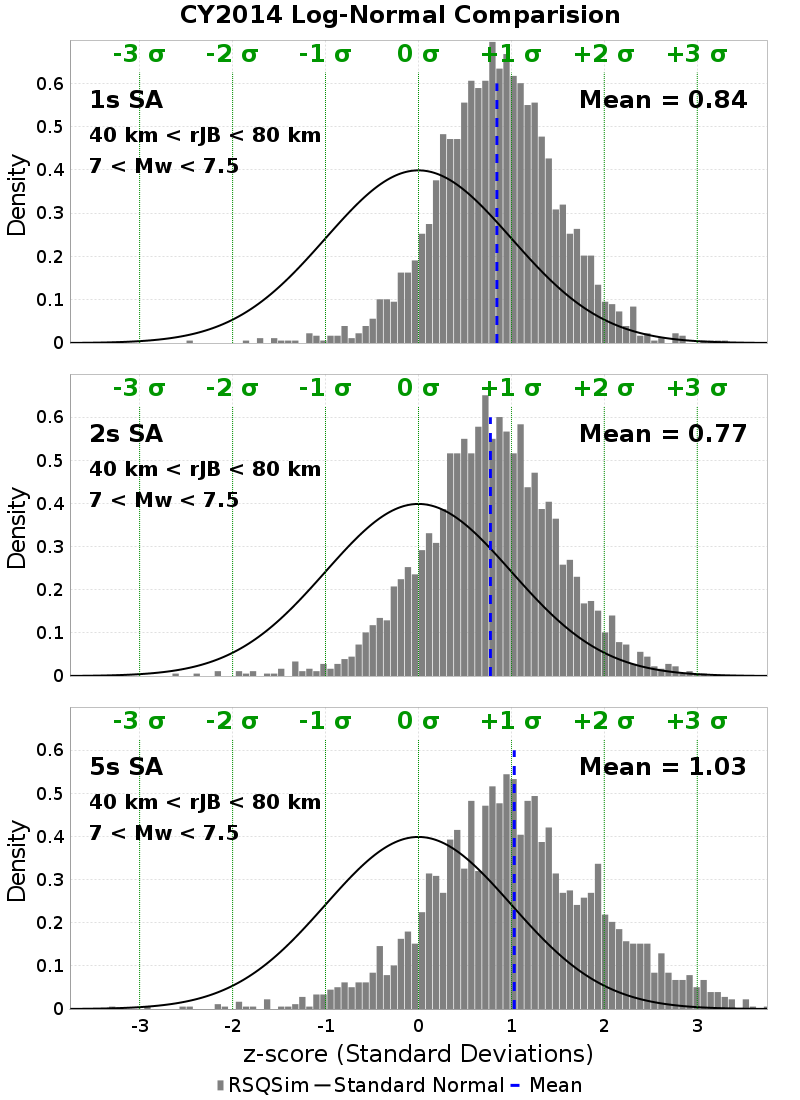 CY2014 Log-Normal Comparision
-3 σ -2 σ -1 σ 0 σ +1 σ +2 σ +3 σ
1s SA
Mean = 0.84
40 km < rJB < 80 km
7 < Mw < 7.5
Density
0.6
0.5
0.4
0.3
0.2
0.1
0
-3 σ -2 σ -1 σ 0 σ +1 σ +2 σ +3 σ
2s SA
Mean = 0.77
40 km < rJB < 80 km
7 < Mw < 7.5
Density
0.6
0.5
0.4
0.3
0.2
0.1
0
-3 σ -2 σ -1 σ 0 σ +1 σ +2 σ +3 σ
5s SA
Mean = 1.03
40 km < rJB < 80 km
7 < Mw < 7.5
Density
0.6
0.5
0.4
0.3
0.2
0.1
0
-3 -2 -1 0 1 2 3
z-score (Standard Deviations)
RSQSim Standard Normal Mean